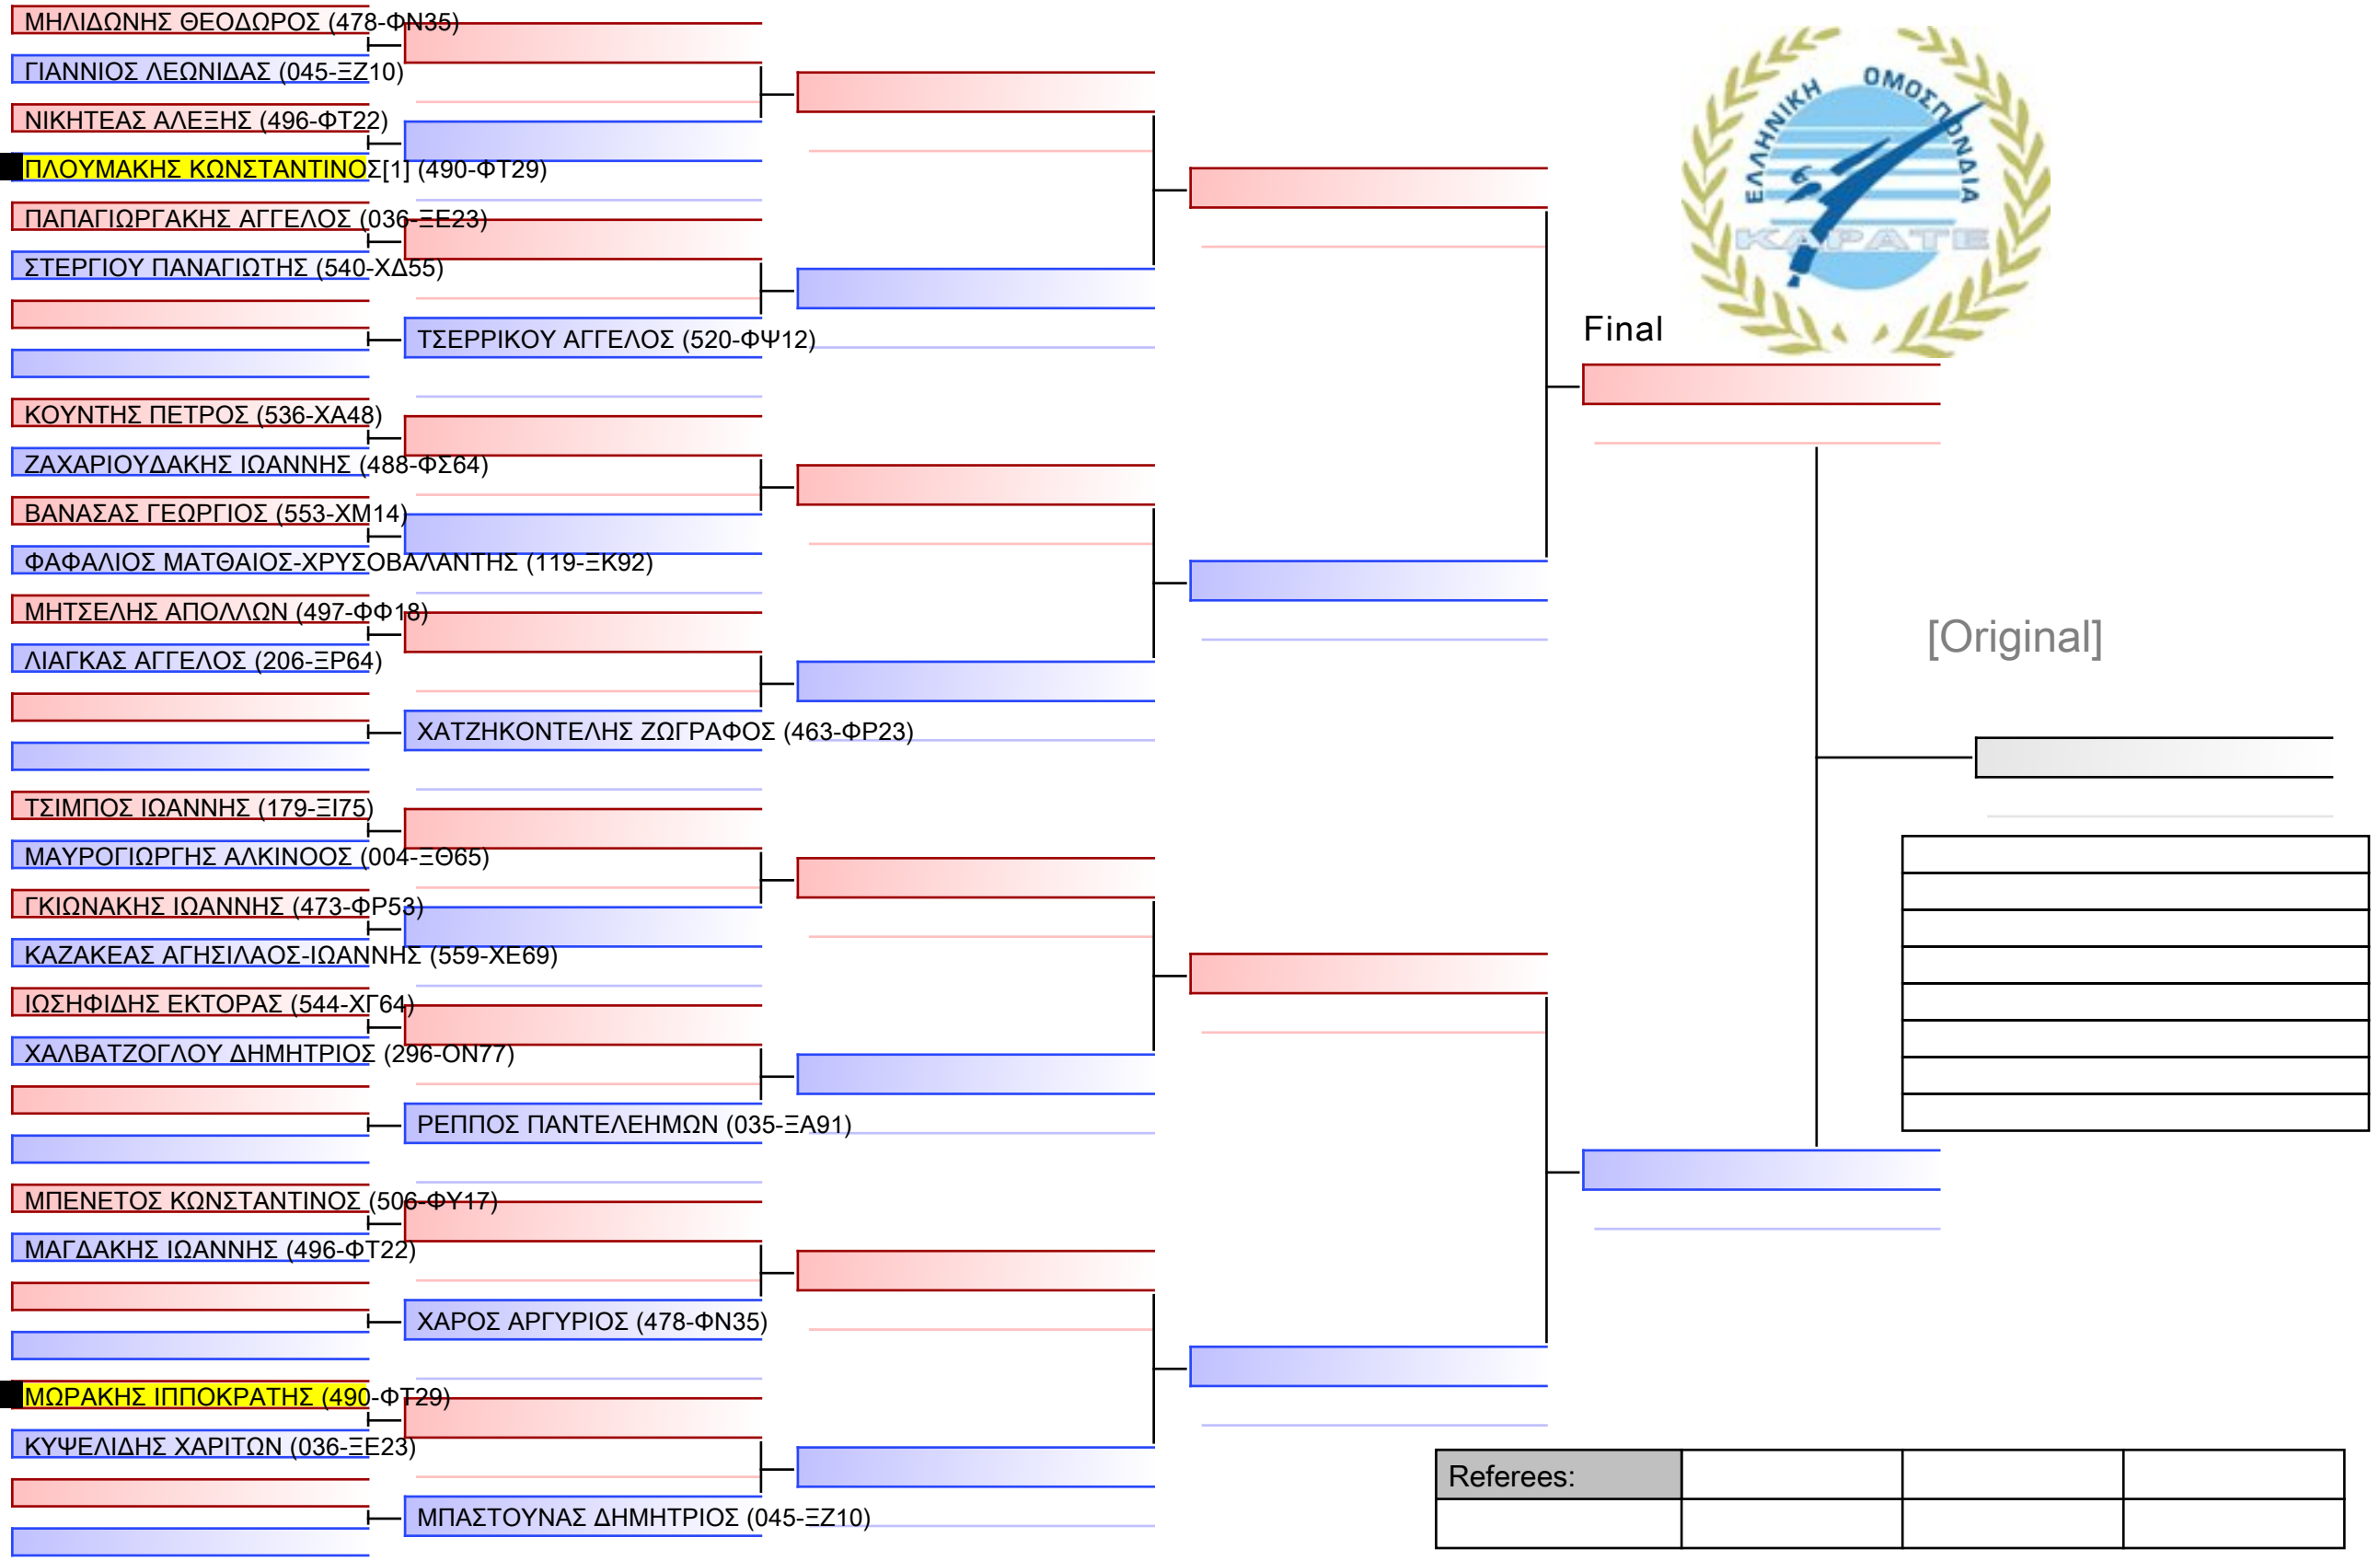 ΜΗΛΙΔΩΝΗΣ ΘΕΟΔΩΡΟΣ (478-ΦΝ35)
ΓΙΑΝΝΙΟΣ ΛΕΩΝΙΔΑΣ (045-ΞΖ10)
ΝΙΚΗΤΕΑΣ ΑΛΕΞΗΣ (496-ΦΤ22)
ΠΛΟΥΜΑΚΗΣ ΚΩΝΣΤΑΝΤΙΝΟΣ[1] (490-ΦΤ29)
ΠΑΠΑΓΙΩΡΓΑΚΗΣ ΑΓΓΕΛΟΣ (036-ΞΕ23)
ΣΤΕΡΓΙΟΥ ΠΑΝΑΓΙΩΤΗΣ (540-ΧΔ55)
ΤΣΕΡΡΙΚΟΥ ΑΓΓΕΛΟΣ (520-ΦΨ12)
ΚΟΥΝΤΗΣ ΠΕΤΡΟΣ (536-ΧΑ48)
ΖΑΧΑΡΙΟΥΔΑΚΗΣ ΙΩΑΝΝΗΣ (488-ΦΣ64)
ΒΑΝΑΣΑΣ ΓΕΩΡΓΙΟΣ (553-ΧΜ14)
ΦΑΦΑΛΙΟΣ ΜΑΤΘΑΙΟΣ-ΧΡΥΣΟΒΑΛΑΝΤΗΣ (119-ΞΚ92)
ΜΗΤΣΕΛΗΣ ΑΠΟΛΛΩΝ (497-ΦΦ18)
ΛΙΑΓΚΑΣ ΑΓΓΕΛΟΣ (206-ΞΡ64)
ΧΑΤΖΗΚΟΝΤΕΛΗΣ ΖΩΓΡΑΦΟΣ (463-ΦΡ23)
ΤΣΙΜΠΟΣ ΙΩΑΝΝΗΣ (179-ΞΙ75)
ΜΑΥΡΟΓΙΩΡΓΗΣ ΑΛΚΙΝΟΟΣ (004-ΞΘ65)
ΓΚΙΩΝΑΚΗΣ ΙΩΑΝΝΗΣ (473-ΦΡ53)
ΚΑΖΑΚΕΑΣ ΑΓΗΣΙΛΑΟΣ-ΙΩΑΝΝΗΣ (559-ΧΕ69)
ΙΩΣΗΦΙΔΗΣ ΕΚΤΟΡΑΣ (544-ΧΓ64)
ΧΑΛΒΑΤΖΟΓΛΟΥ ΔΗΜΗΤΡΙΟΣ (296-ΟΝ77)
ΡΕΠΠΟΣ ΠΑΝΤΕΛΕΗΜΩΝ (035-ΞΑ91)
ΜΠΕΝΕΤΟΣ ΚΩΝΣΤΑΝΤΙΝΟΣ (506-ΦΥ17)
ΜΑΓΔΑΚΗΣ ΙΩΑΝΝΗΣ (496-ΦΤ22)
ΧΑΡΟΣ ΑΡΓΥΡΙΟΣ (478-ΦΝ35)
ΜΩΡΑΚΗΣ ΙΠΠΟΚΡΑΤΗΣ (490-ΦΤ29)
ΚΥΨΕΛΙΔΗΣ ΧΑΡΙΤΩΝ (036-ΞΕ23)
ΜΠΑΣΤΟΥΝΑΣ ΔΗΜΗΤΡΙΟΣ (045-ΞΖ10)
ΕΛΛΗΝΙΚΗ ΟΜΟΣΠΟΝΔΙΑ
ΚΑΡΑΤΕ
Final
[Original]
Referees: